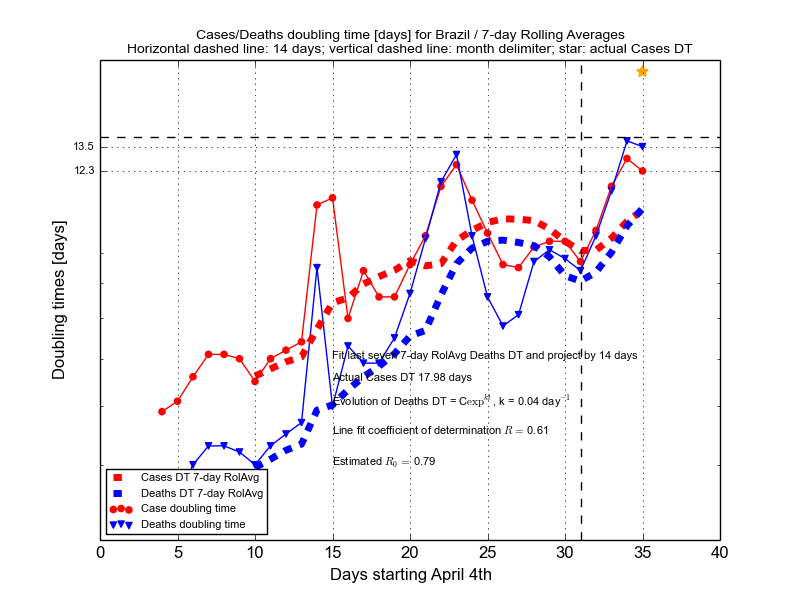 Cases/Deaths doubling time [days] for Brazil / 7-day Rolling Averages
Horizontal dashed line: 14 days; vertical dashed line: month delimiter; star: actual Cases DT
13.5
12.3
Doubling times [days]
Fit last seven 7-day RolAvg Deaths DT and project by 14 days
Actual Cases DT 17.98 days
Evolution of Deaths DT = Cexp^{kt}, k = 0.04 day⁻¹
Line fit coefficient of determination R = 0.61
Estimated R₀ = 0.79
Cases DT 7-day RolAvg
Deaths DT 7-day RolAvg
Case doubling time
Deaths doubling time
0 5 10 15 20 25 30 35 40
Days starting April 4th